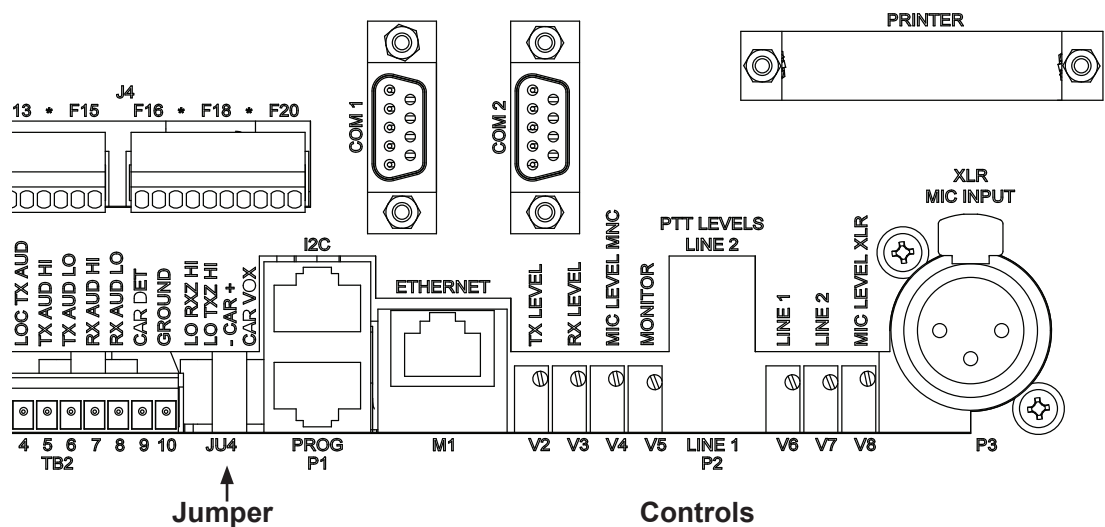 PRINTER
J4
13 * F15 F16 * F18 * F20
COM 1
COM 2
XLR
MIC INPUT
PTT LEVELS
LINE 2
I2C
ETHERNET
LOC TX AUD
TX AUD HI
TX AUD LO
RX AUD HI
RX AUD LO
CAR DET
GROUND
LO RXZ HI
LO TXZ HI
- CAR +
CAR VOX
TX LEVEL
RX LEVEL
MIC LEVEL MNC
MONITOR
LINE 1
LINE 2
MIC LEVEL XLR
4 5 6 7 8 9 10 JU4 PROG M1 V2 V3 V4 V5 LINE 1 V6 V7 V8 P3
TB2 P1 P2
Jumper Controls